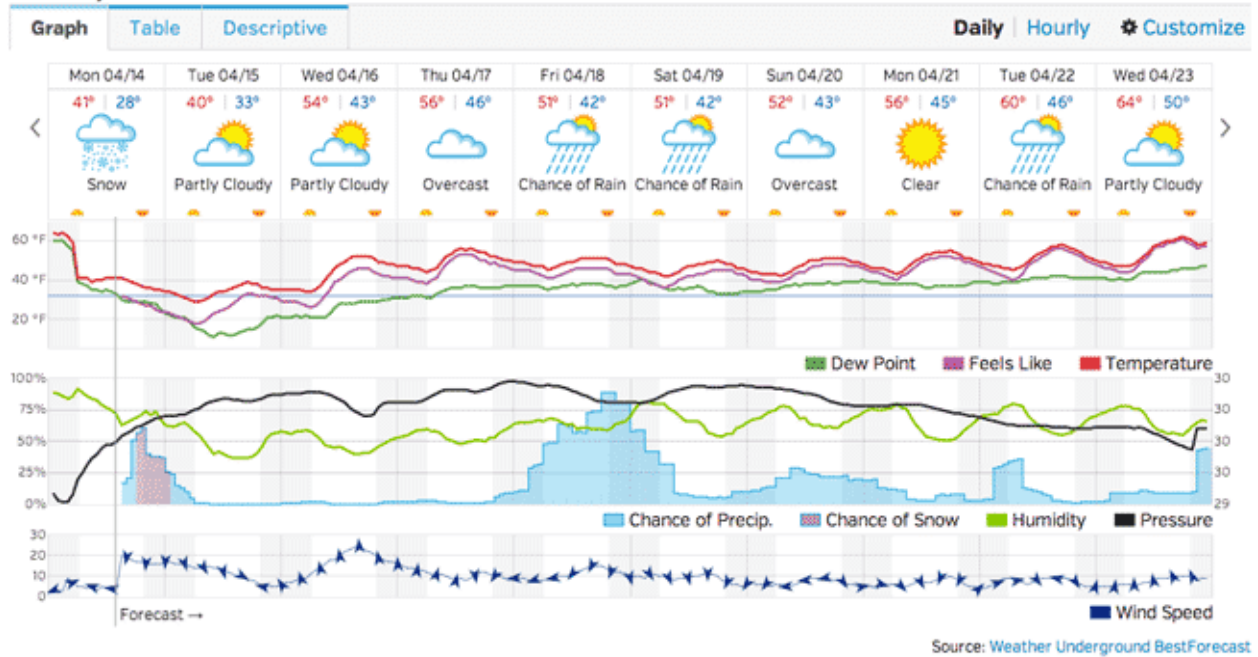 Graph Table Descriptive Daily Hourly Customize
Mon 04/14 Tue 04/15 Wed 04/16 Thu 04/17 Fri 04/18 Sat 04/19 Sun 04/20 Mon 04/21 Tue 04/22 Wed 04/23
41° 28° 40° 33° 54° 43° 56° 46° 51° 42° 51° 42° 52° 43° 56° 45° 60° 46° 64° 50°
Snow Partly Cloudy Partly Cloudy Overcast Chance of Rain Chance of Rain Overcast Clear Chance of Rain Partly Cloudy
60 °F
40 °F
20 °F
Dew Point Feels Like Temperature
100% 30
75% 30
50% 30
25% 30
0% 29
Chance of Precip. Chance of Snow Humidity Pressure
30
20
10
0
Forecast → Wind Speed
Source: Weather Underground BestForecast